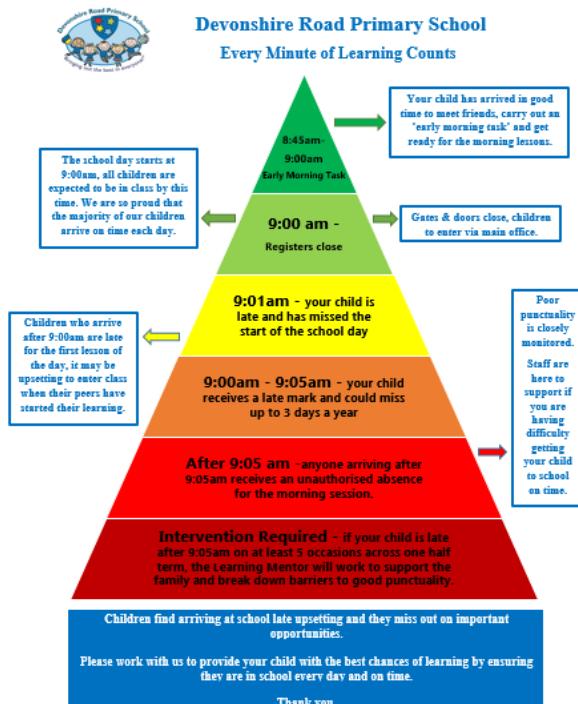 Devonshire Road Primary School
Devonshire Road Primary School
Every Minute of Learning Counts
"Bringing out the best in everyone"
8:45am-
9:00am
Early Morning Task
Your child has arrived in good
time to meet friends, carry out an
'early morning task' and get
ready for the morning lessons.
The school day starts at
9:00am, all children are
expected to be in class by this
time. We are so proud that
the majority of our children
arrive on time each day.
9:00 am -
Registers close
Gates & doors close, children
to enter via main office.
9:01am - your child is
late and has missed the
start of the school day
Children who arrive
after 9:00am are late
for the first lesson of
the day, it may be
upsetting to enter class
when their peers have
started their learning.
Poor
punctuality
is closely
monitored.
Staff are
here to
support if
you are
having
difficulty
getting
your child
to school
on time.
9:00am - 9:05am - your child
receives a late mark and could miss
up to 3 days a year
After 9:05 am -anyone arriving after
9:05am receives an unauthorised absence
for the morning session.
Intervention Required - if your child is late
after 9:05am on at least 5 occasions across one half
term, the Learning Mentor will work to support the
family and break down barriers to good punctuality.
Children find arriving at school late upsetting and they miss out on important
opportunities.
Please work with us to provide your child with the best chances of learning by ensuring
they are in school every day and on time.
Thank you